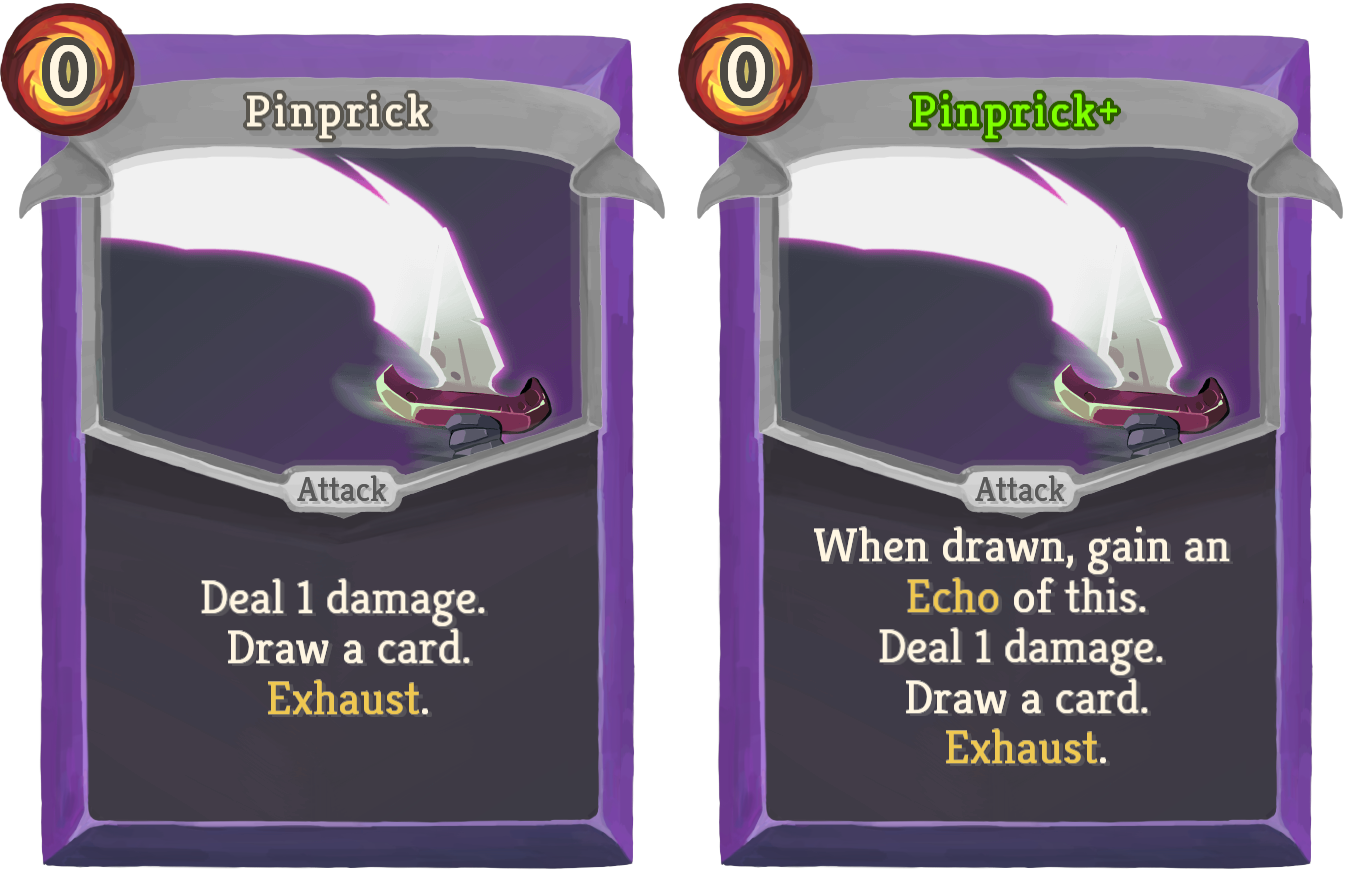 0
Pinprick
Attack
Deal 1 damage.
Draw a card.
Exhaust.
0
Pinprick+
Attack
When drawn, gain an
Echo of this.
Deal 1 damage.
Draw a card.
Exhaust.